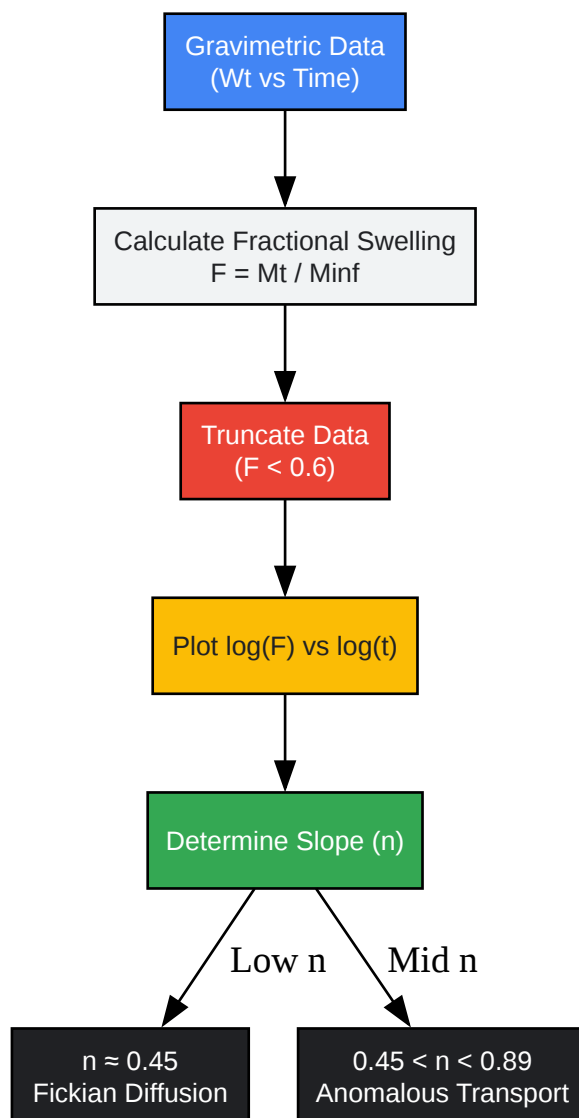 Gravimetric Data
(Wt vs Time)
Calculate Fractional Swelling
F = Mt / Minf
Truncate Data
(F < 0.6)
Plot log(F) vs log(t)
Determine Slope (n)
Low n
Mid n
n ≈ 0.45
Fickian Diffusion
0.45 < n < 0.89
Anomalous Transport